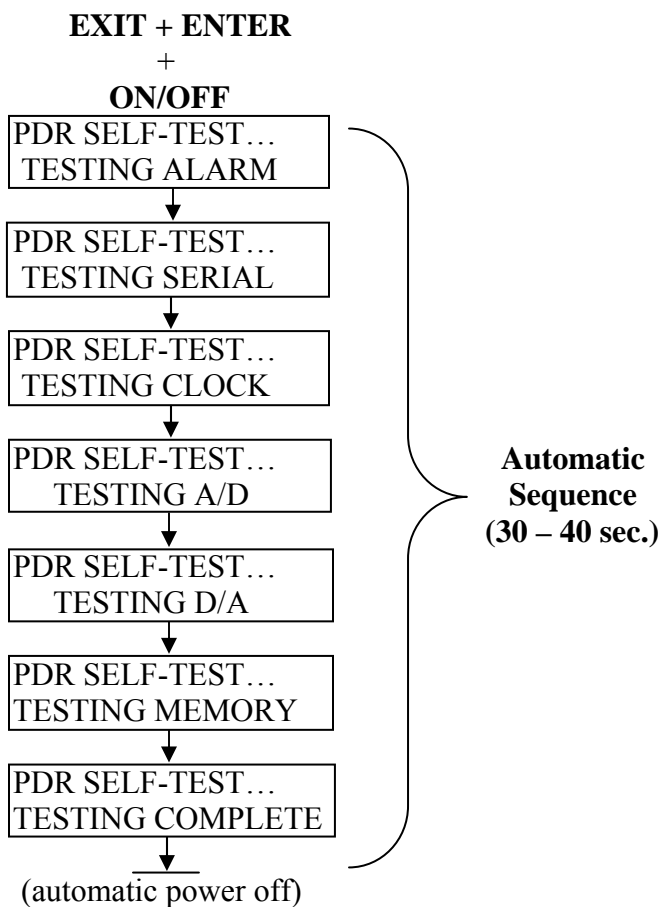 EXIT + ENTER
+
ON/OFF
PDR SELF-TEST…
TESTING ALARM
PDR SELF-TEST…
TESTING SERIAL
PDR SELF-TEST…
TESTING CLOCK
PDR SELF-TEST…
TESTING A/D
PDR SELF-TEST…
TESTING D/A
PDR SELF-TEST…
TESTING MEMORY
PDR SELF-TEST…
TESTING COMPLETE
(automatic power off)
Automatic
Sequence
(30 – 40 sec.)